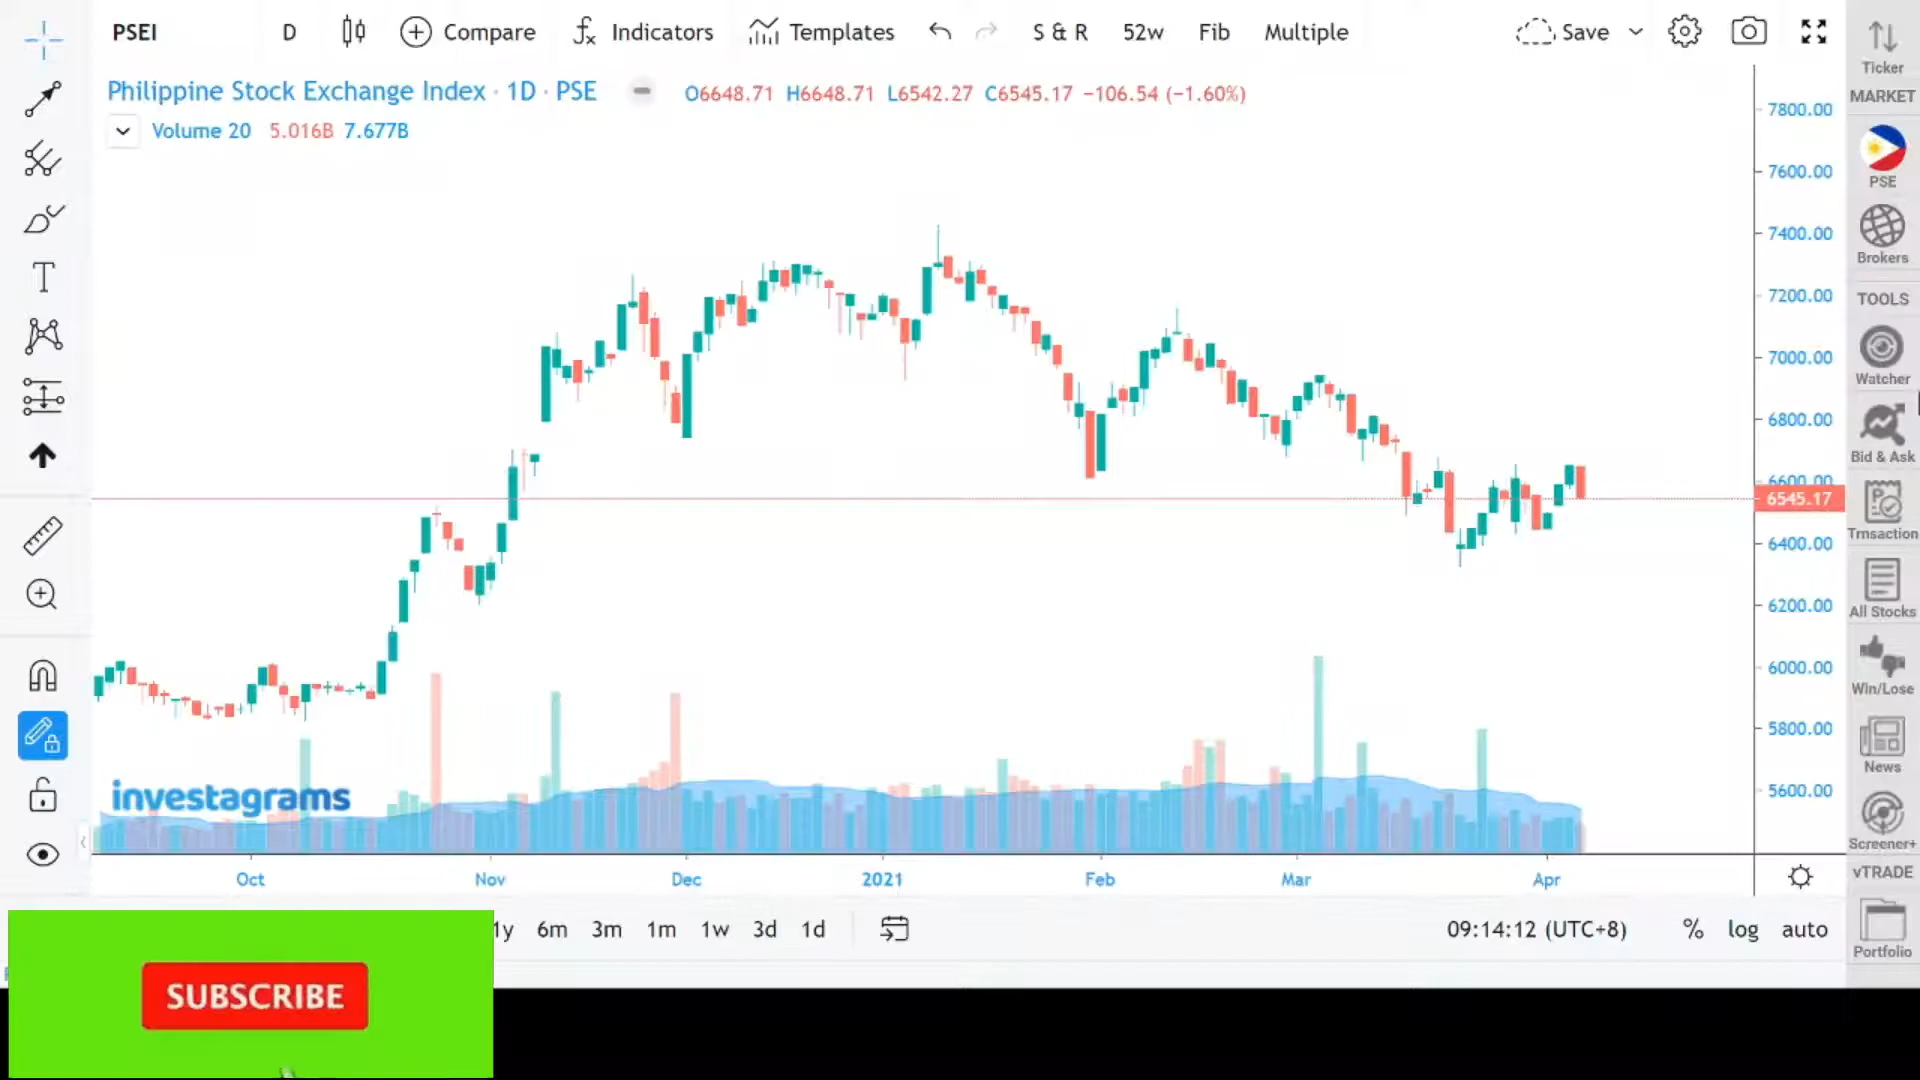 PSEI D Compare Indicators Templates S & R 52w Fib Multiple Save
Philippine Stock Exchange Index · 1D · PSE O6648.71 H6648.71 L6542.27 C6545.17 −106.54 (−1.60%)
Volume 20 5.016B 7.677B
7800.00
7600.00
7400.00
7200.00
7000.00
6800.00
6600.00
6545.17
6400.00
6200.00
6000.00
5800.00
5600.00
investagrams
Oct Nov Dec 2021 Feb Mar Apr
1y 6m 3m 1m 1w 3d 1d 09:14:12 (UTC+8) % log auto
SUBSCRIBE
Ticker
MARKET
PSE
Brokers
TOOLS
Watcher
Bid & Ask
Trnsaction
All Stocks
Win/Lose
News
Screener+
vTRADE
Portfolio